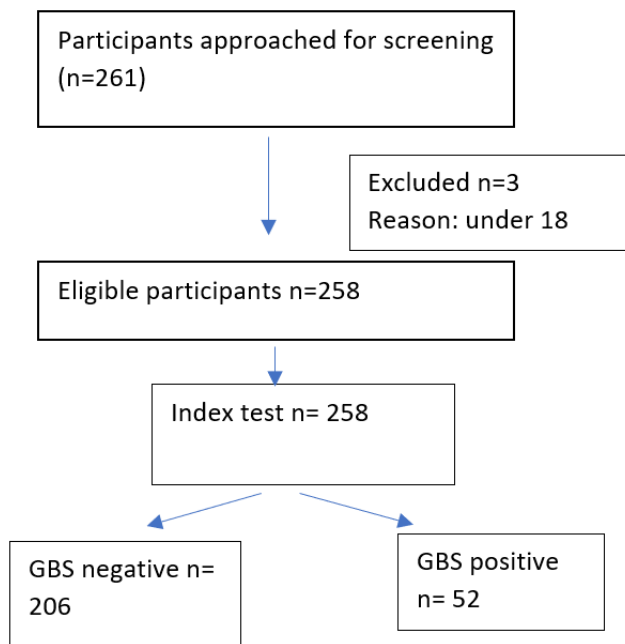 Participants approached for screening
(n=261)
Excluded n=3
Reason: under 18
Eligible participants n=258
Index test n= 258
GBS negative n=
206
GBS positive
n= 52